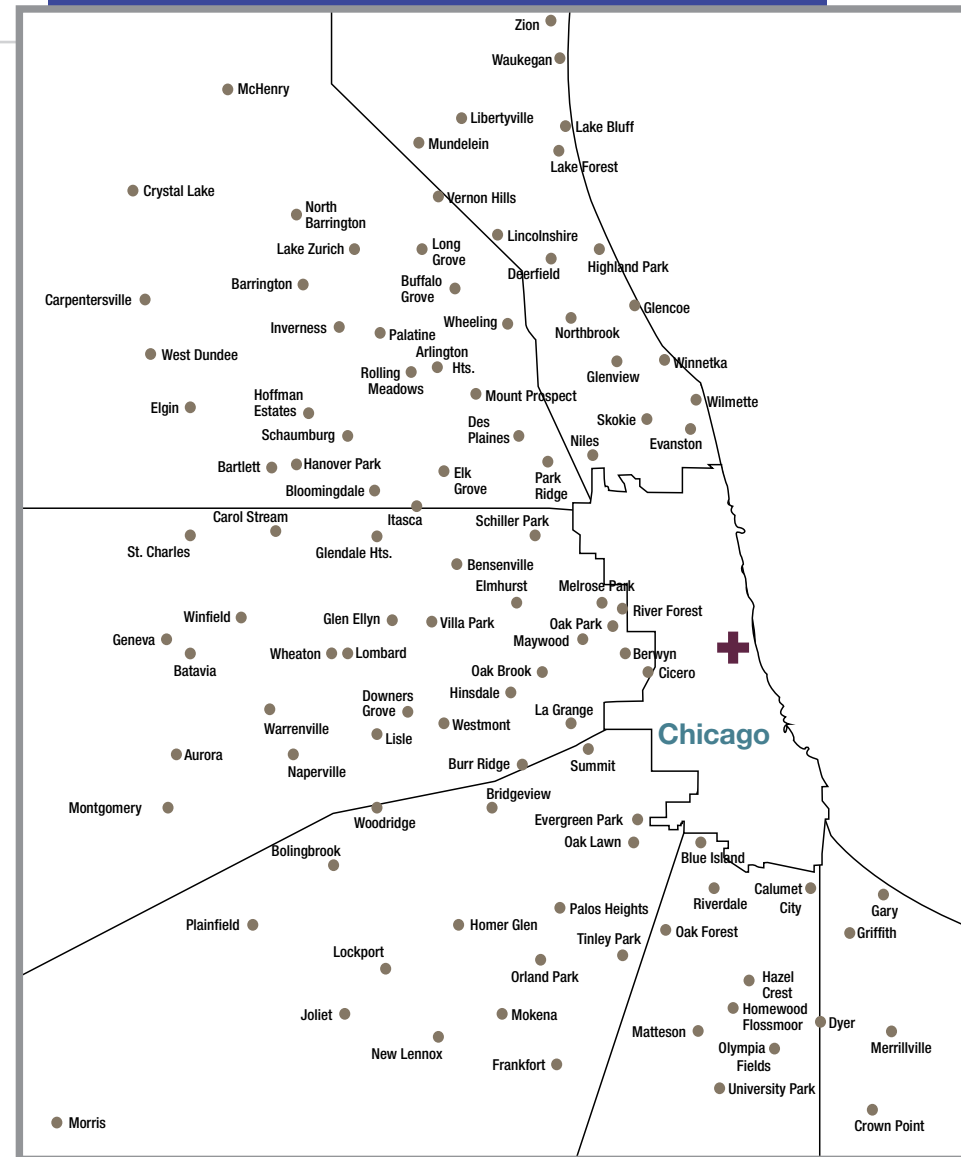 Zion
Waukegan
McHenry
Libertyville
Lake Bluff
Mundelein
Lake Forest
Crystal Lake
Vernon Hills
North
Barrington
Lincolnshire
Lake Zurich
Long
Grove
Deerfield
Highland Park
Barrington
Buffalo
Grove
Carpentersville
Glencoe
Inverness
Palatine
Wheeling
Northbrook
West Dundee
Arlington
Hts.
Rolling
Meadows
Glenview
Winnetka
Mount Prospect
Hoffman
Estates
Elgin
Wilmette
Skokie
Evanston
Schaumburg
Des
Plaines
Niles
Bartlett
Hanover Park
Elk
Grove
Park
Ridge
Bloomingdale
Itasca
Carol Stream
Schiller Park
St. Charles
Glendale Hts.
Bensenville
Elmhurst
Melrose Park
River Forest
Winfield
Glen Ellyn
Villa Park
Oak Park
Geneva
Maywood
Batavia
Wheaton
Lombard
Berwyn
Oak Brook
Cicero
Hinsdale
Downers
Grove
La Grange
Warrenville
Westmont
Lisle
Chicago
Aurora
Naperville
Burr Ridge
Summit
Montgomery
Bridgeview
Woodridge
Evergreen Park
Oak Lawn
Bolingbrook
Blue Island
Calumet
City
Riverdale
Gary
Palos Heights
Plainfield
Homer Glen
Oak Forest
Griffith
Tinley Park
Lockport
Orland Park
Hazel
Crest
Joliet
Mokena
Homewood
Flossmoor
Dyer
Matteson
New Lennox
Olympia
Fields
Merrillville
Frankfort
University Park
Morris
Crown Point